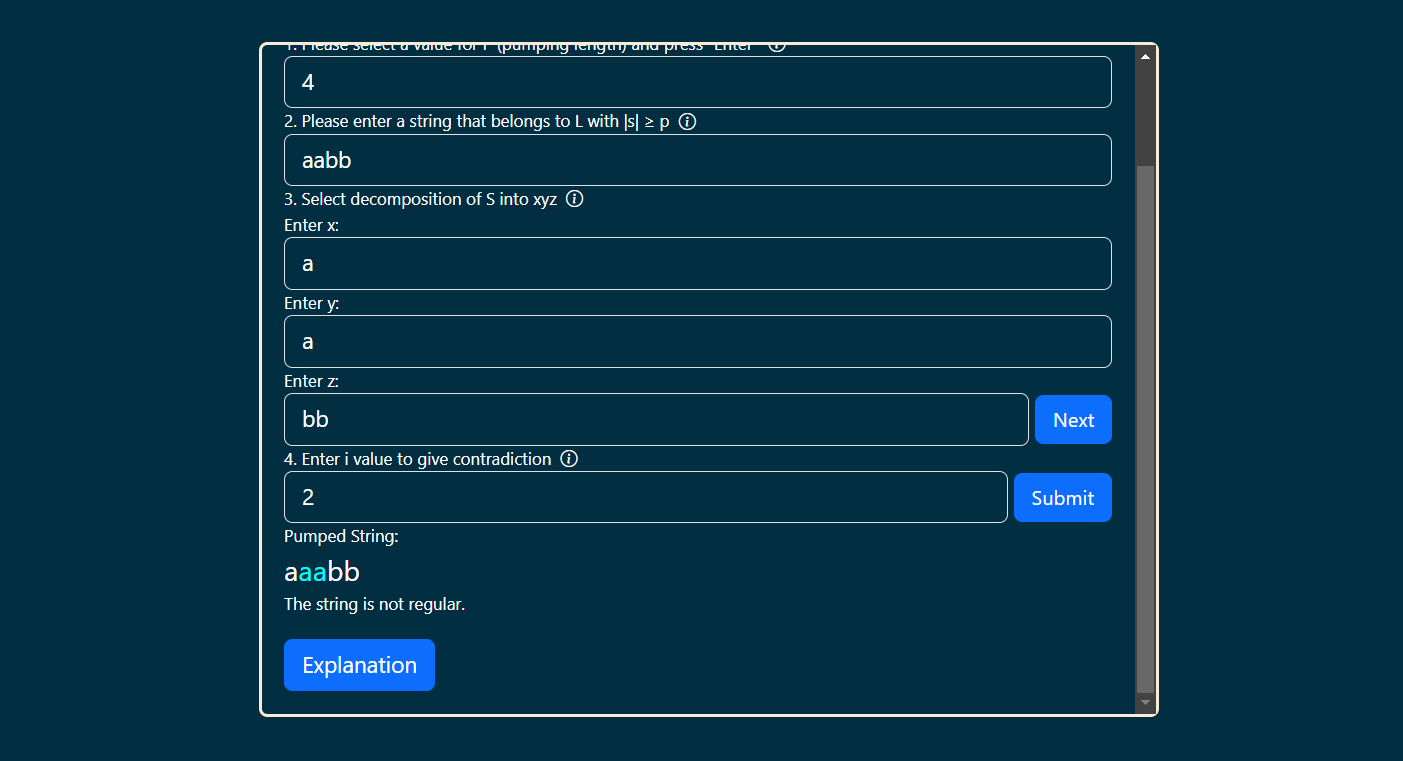 1. Please select a value for P (pumping length) and press "Enter"
4
2. Please enter a string that belongs to L with |s| ≥ p
aabb
3. Select decomposition of S into xyz
Enter x:
a
Enter y:
a
Enter z:
bb
Next
4. Enter i value to give contradiction
2
Submit
Pumped String:
aaabb
The string is not regular.
Explanation